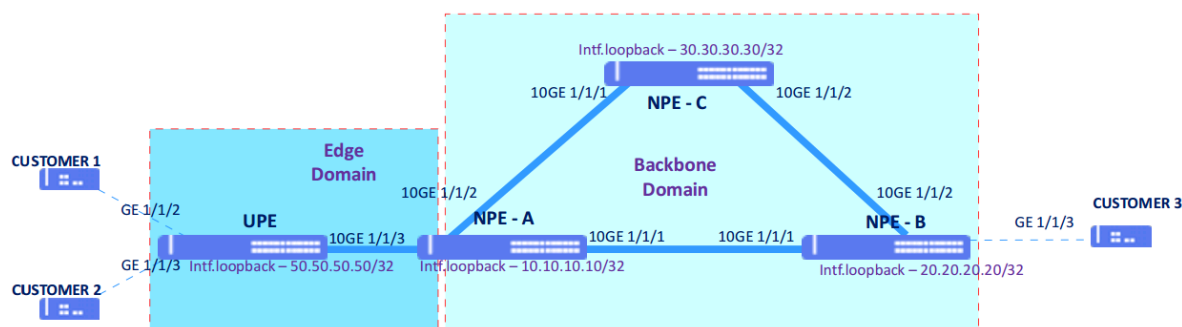 Intf.loopback – 30.30.30.30/32
10GE 1/1/1
NPE - C
10GE 1/1/2
CUSTOMER 1
Edge
Domain
Backbone
Domain
GE 1/1/2
10GE 1/1/2
10GE 1/1/2
CUSTOMER 3
UPE
NPE - A
NPE - B
GE 1/1/3
10GE 1/1/3
10GE 1/1/1
10GE 1/1/1
GE 1/1/3
Intf.loopback – 50.50.50.50/32
Intf.loopback – 10.10.10.10/32
Intf.loopback – 20.20.20.20/32
CUSTOMER 2